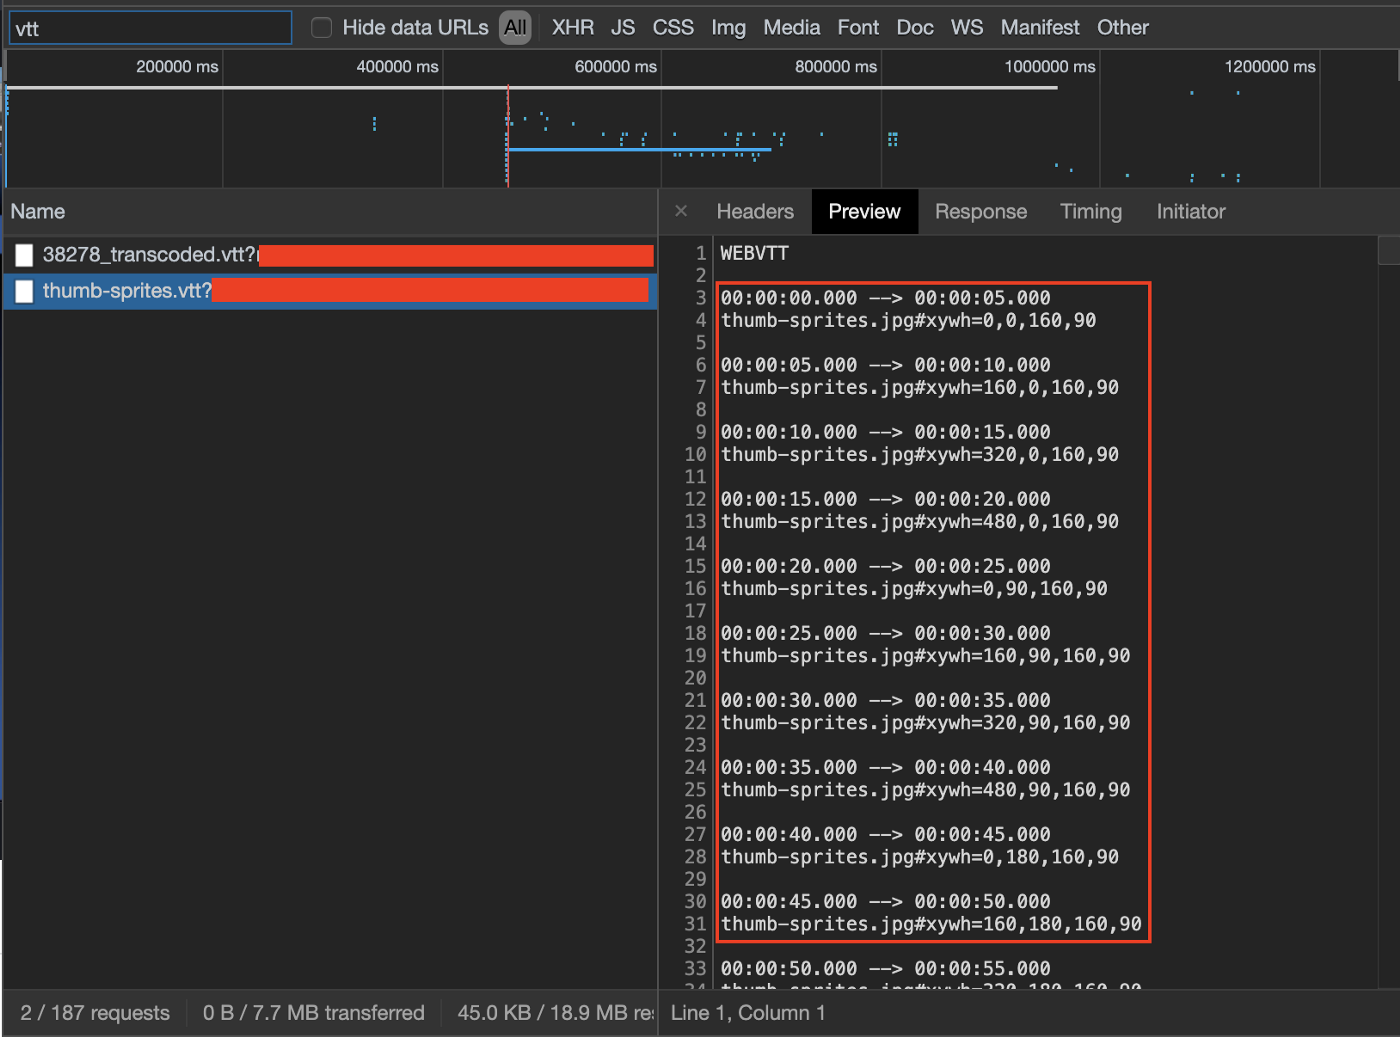 vtt
Hide data URLs All XHR JS CSS Img Media Font Doc WS Manifest Other
200000 ms 400000 ms 600000 ms 800000 ms 1000000 ms 1200000 ms
Name
38278_transcoded.vtt?
thumb-sprites.vtt?
× Headers Preview Response Timing Initiator
1 WEBVTT
2
3 00:00:00.000 --> 00:00:05.000
4 thumb-sprites.jpg#xywh=0,0,160,90
5
6 00:00:05.000 --> 00:00:10.000
7 thumb-sprites.jpg#xywh=160,0,160,90
8
9 00:00:10.000 --> 00:00:15.000
10 thumb-sprites.jpg#xywh=320,0,160,90
11
12 00:00:15.000 --> 00:00:20.000
13 thumb-sprites.jpg#xywh=480,0,160,90
14
15 00:00:20.000 --> 00:00:25.000
16 thumb-sprites.jpg#xywh=0,90,160,90
17
18 00:00:25.000 --> 00:00:30.000
19 thumb-sprites.jpg#xywh=160,90,160,90
20
21 00:00:30.000 --> 00:00:35.000
22 thumb-sprites.jpg#xywh=320,90,160,90
23
24 00:00:35.000 --> 00:00:40.000
25 thumb-sprites.jpg#xywh=480,90,160,90
26
27 00:00:40.000 --> 00:00:45.000
28 thumb-sprites.jpg#xywh=0,180,160,90
29
30 00:00:45.000 --> 00:00:50.000
31 thumb-sprites.jpg#xywh=160,180,160,90
32
33 00:00:50.000 --> 00:00:55.000
34 thumb-sprites.jpg#xywh=320,180,160,90
2 / 187 requests 0 B / 7.7 MB transferred 45.0 KB / 18.9 MB res
Line 1, Column 1